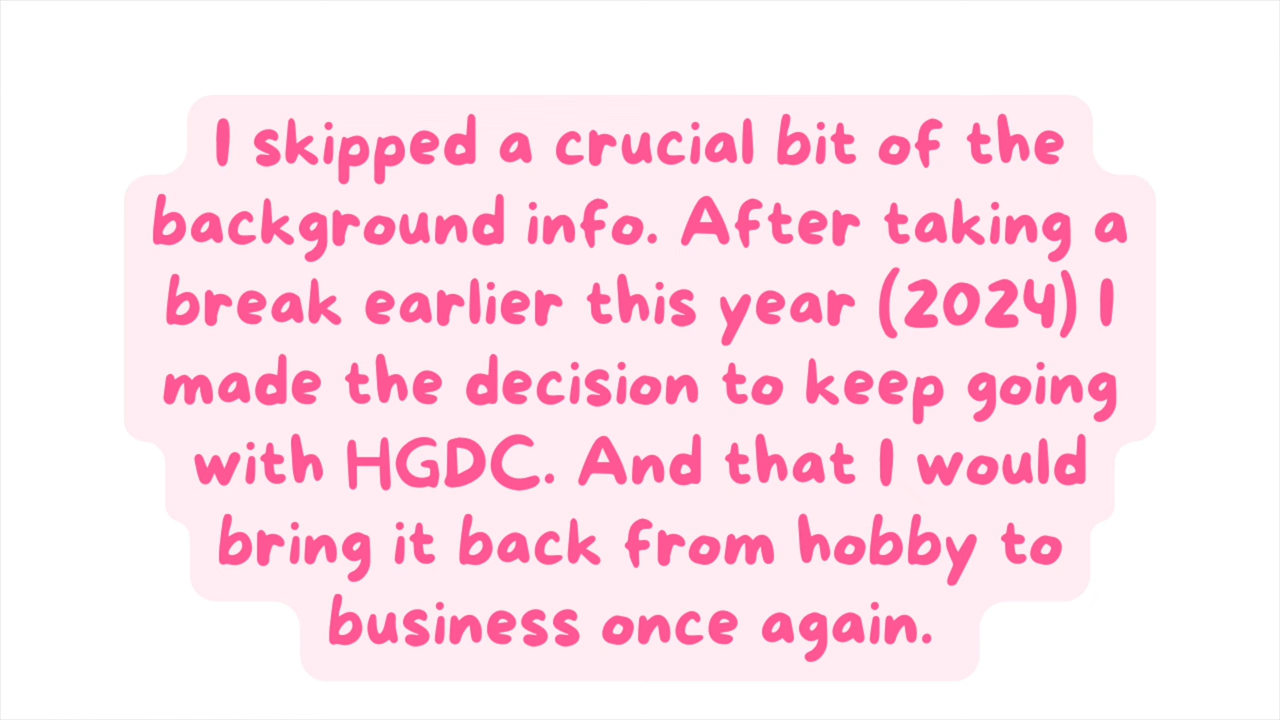 I skipped a crucial bit of the
background info. After taking a
break earlier this year (2024) I
made the decision to keep going
with HGDC. And that I would
bring it back from hobby to
business once again.